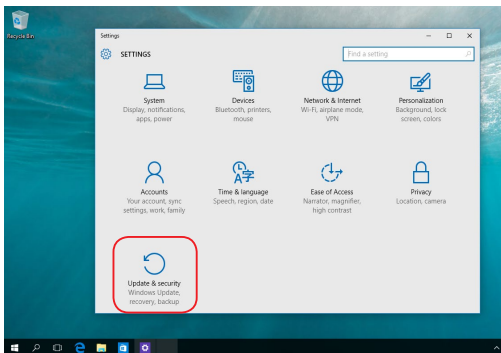 Recycle Bin
Settings
SETTINGS
Find a setting
System
Display, notifications,
apps, power
Devices
Bluetooth, printers,
mouse
Network & Internet
Wi-Fi, airplane mode,
VPN
Personalization
Background, lock
screen, colors
Accounts
Your account, sync
settings, work, family
Time & language
Speech, region, date
Ease of Access
Narrator, magnifier,
high contrast
Privacy
Location, camera
Update & security
Windows Update,
recovery, backup